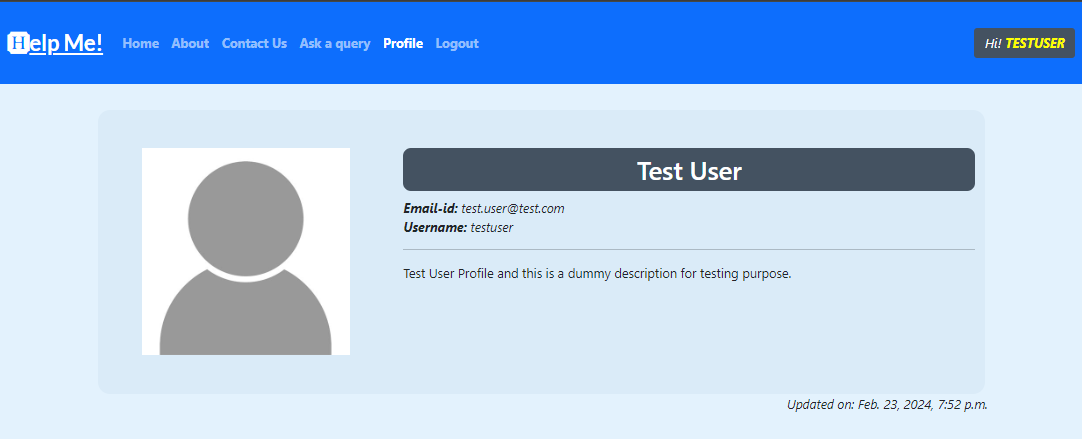 Help Me! Home About Contact Us Ask a query Profile Logout Hi! TESTUSER
Test User
Email-id: test.user@test.com
Username: testuser
Test User Profile and this is a dummy description for testing purpose.
Updated on: Feb. 23, 2024, 7:52 p.m.